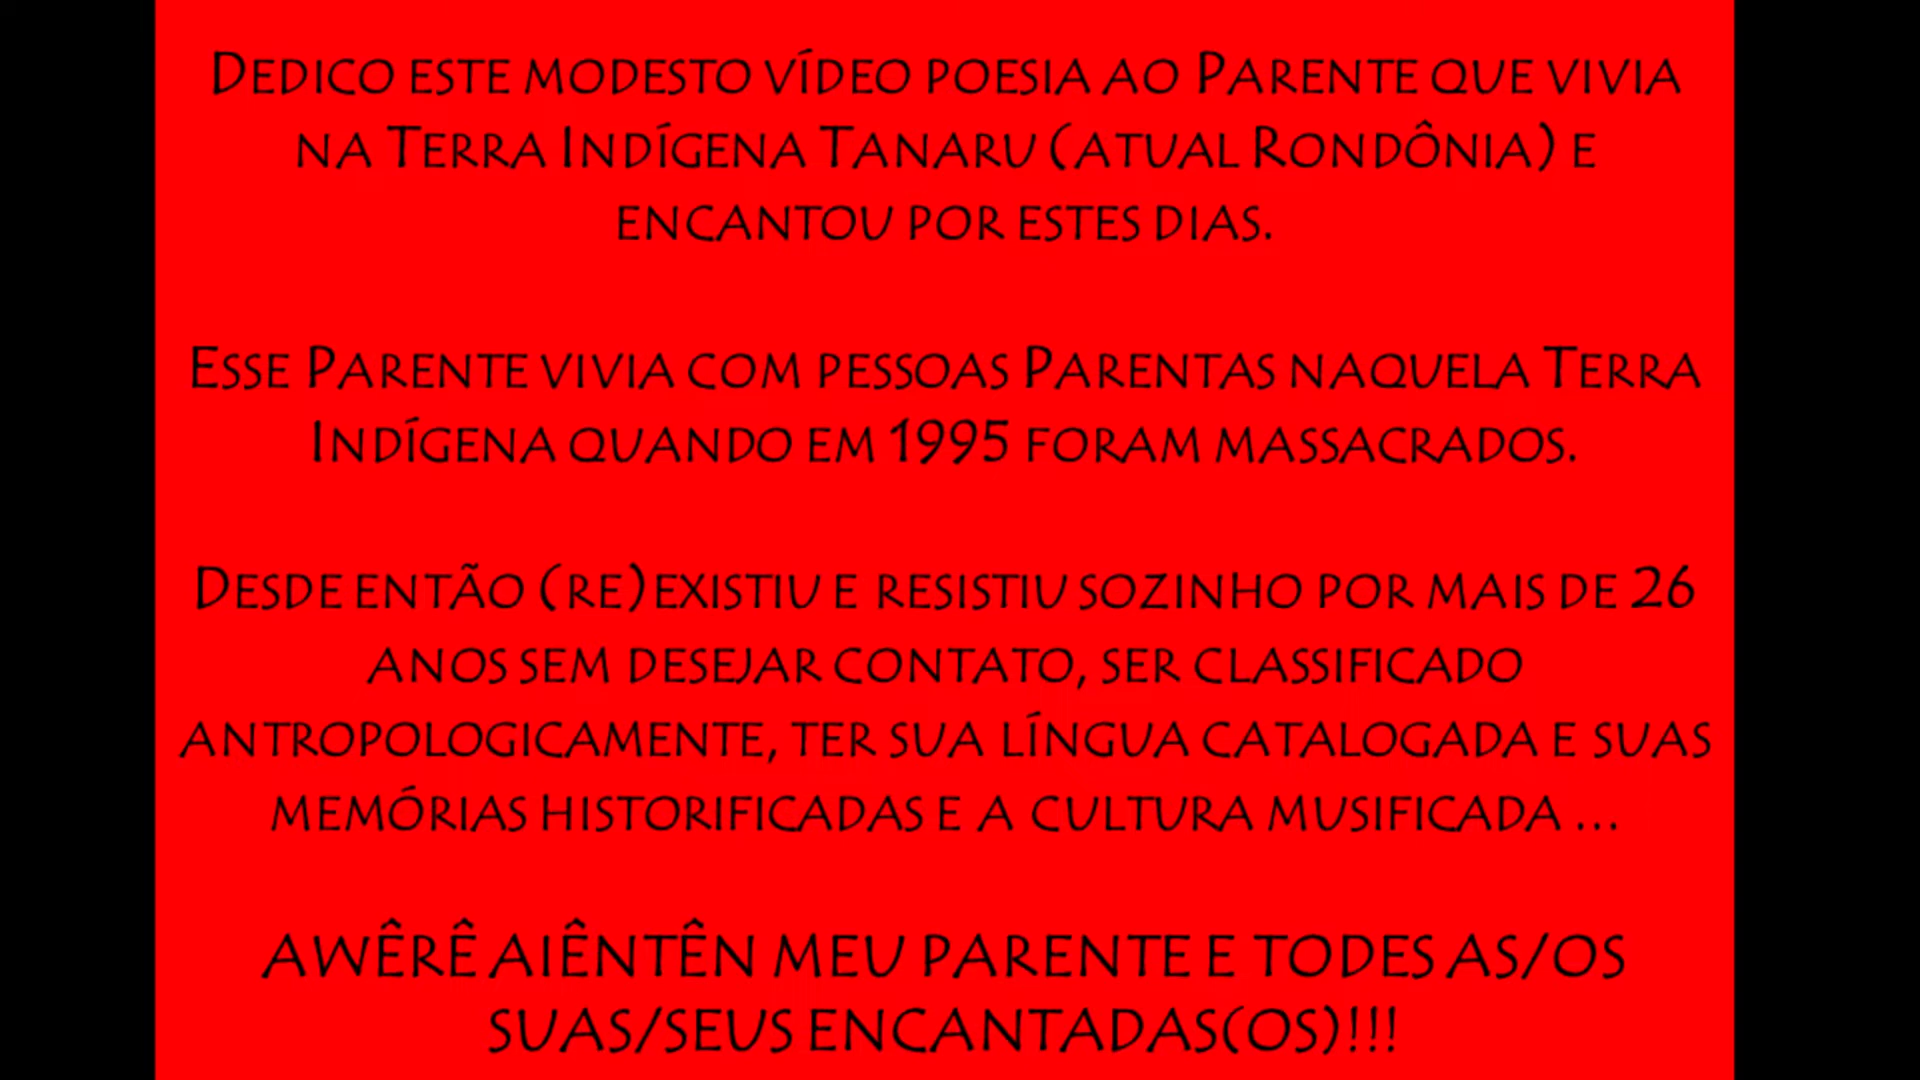 Dedico este modesto vídeo poesia ao Parente que vivia
na Terra Indígena Tanaru (atual Rondônia) e
encantou por estes dias.
Esse Parente vivia com pessoas Parentas naquela Terra
Indígena quando em 1995 foram massacrados.
Desde então (re)existiu e resistiu sozinho por mais de 26
anos sem desejar contato, ser classificado
antropologicamente, ter sua língua catalogada e suas
memórias historificadas e a cultura musificada ...
AWÊRÊ AIÊNTÊN MEU PARENTE E TODES AS/OS
SUAS/SEUS ENCANTADAS(OS)!!!